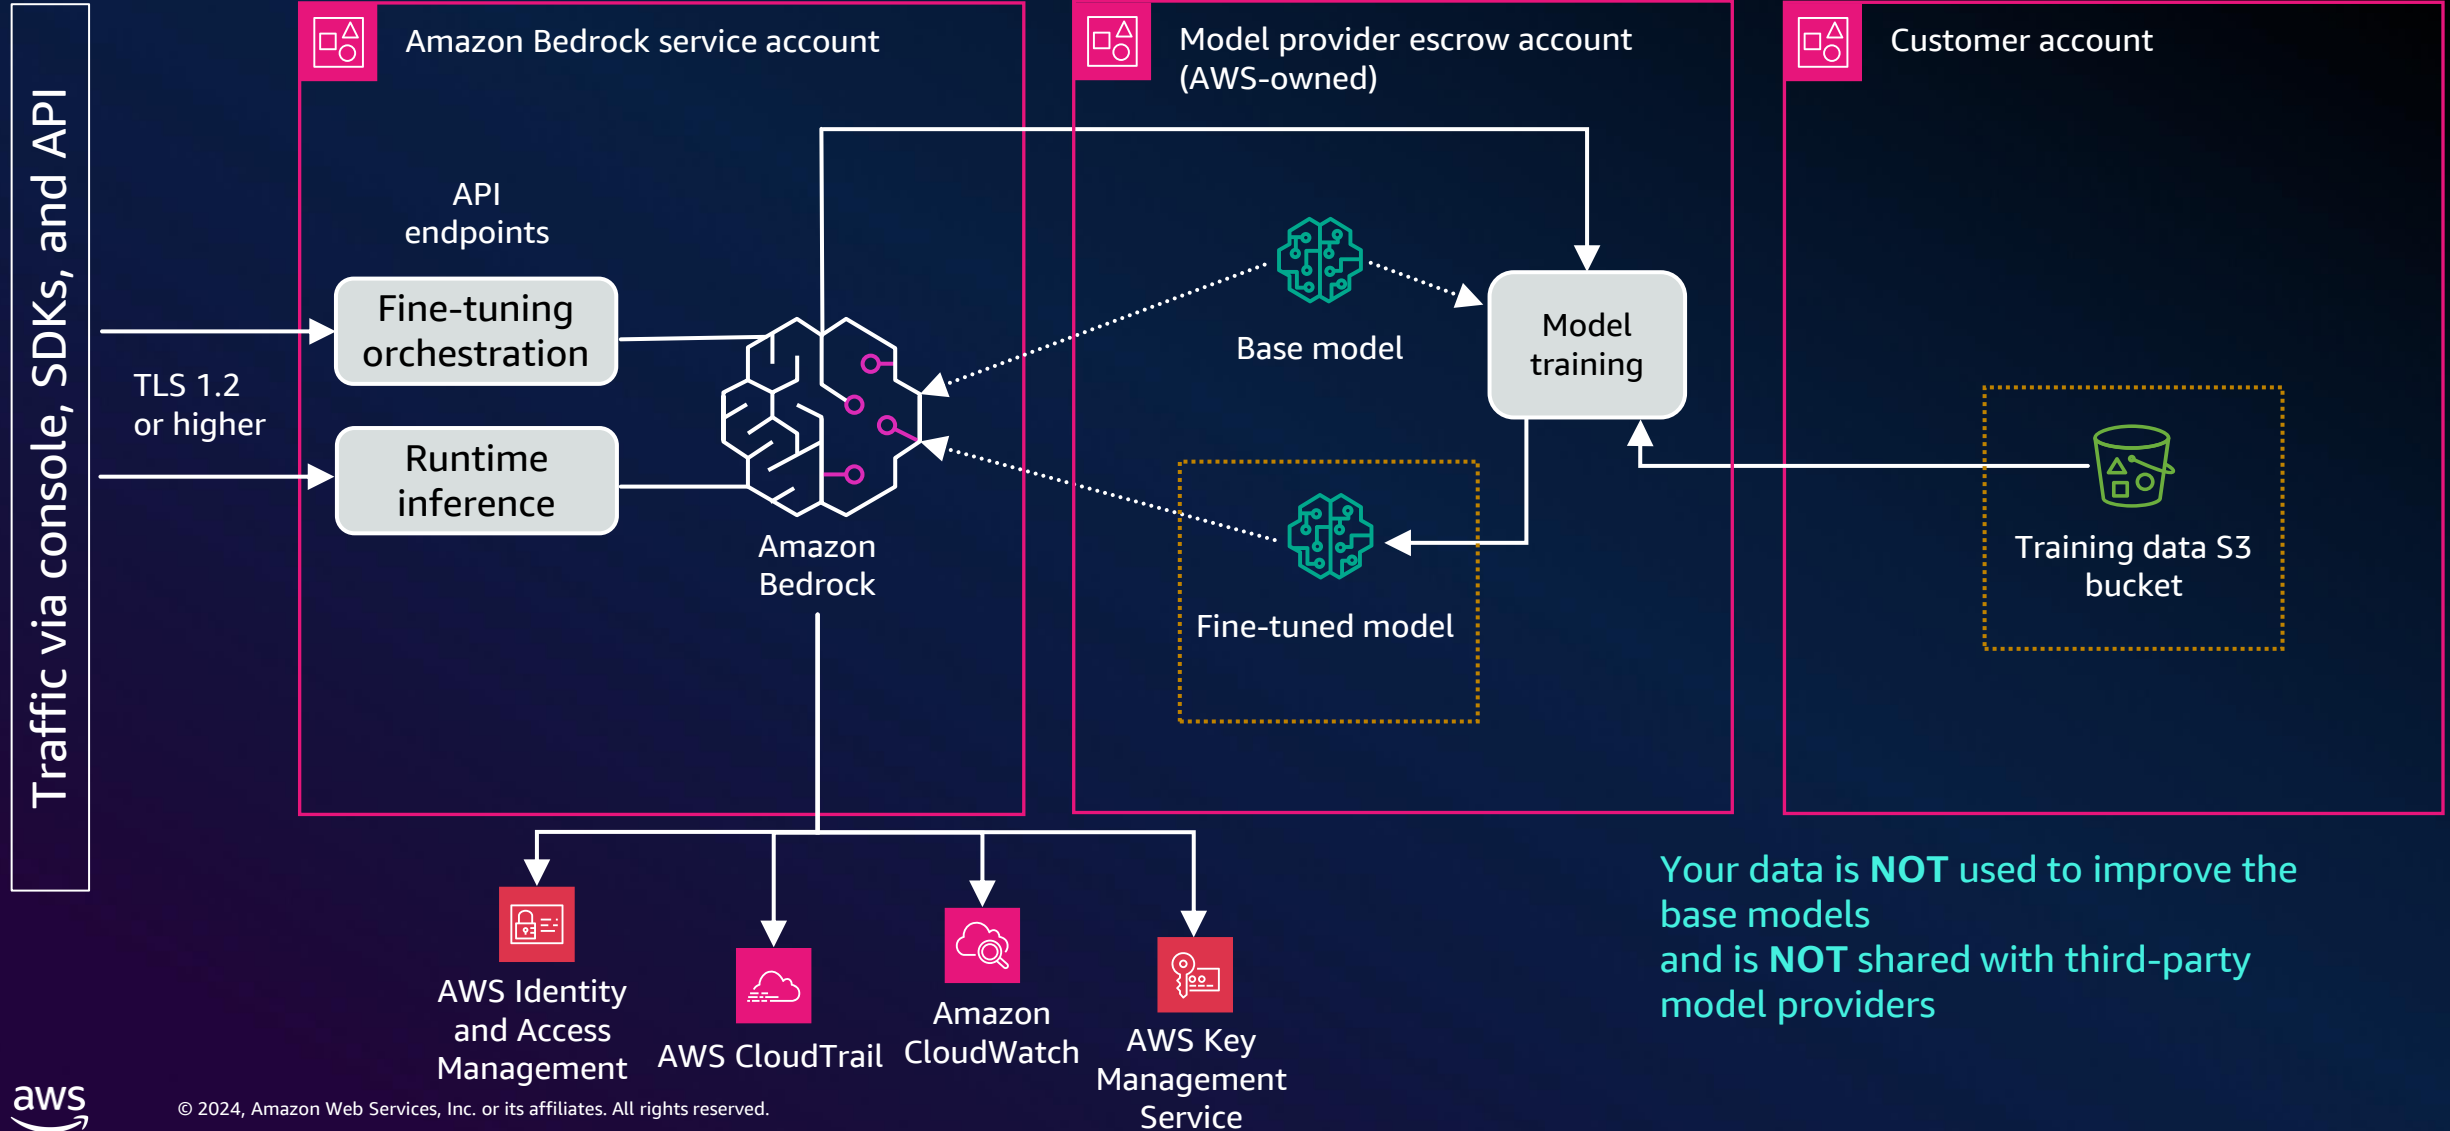 Traffic via console, SDKs, and API
Amazon Bedrock service account
Model provider escrow account
(AWS-owned)
Customer account
API
endpoints
Fine-tuning
orchestration
TLS 1.2
or higher
Runtime
inference
Amazon
Bedrock
Base model
Model
training
Fine-tuned model
Training data S3
bucket
AWS Identity
and Access
Management
AWS CloudTrail
Amazon
CloudWatch
AWS Key
Management
Service
Your data is NOT used to improve the
base models
and is NOT shared with third-party
model providers
aws
© 2024, Amazon Web Services, Inc. or its affiliates. All rights reserved.